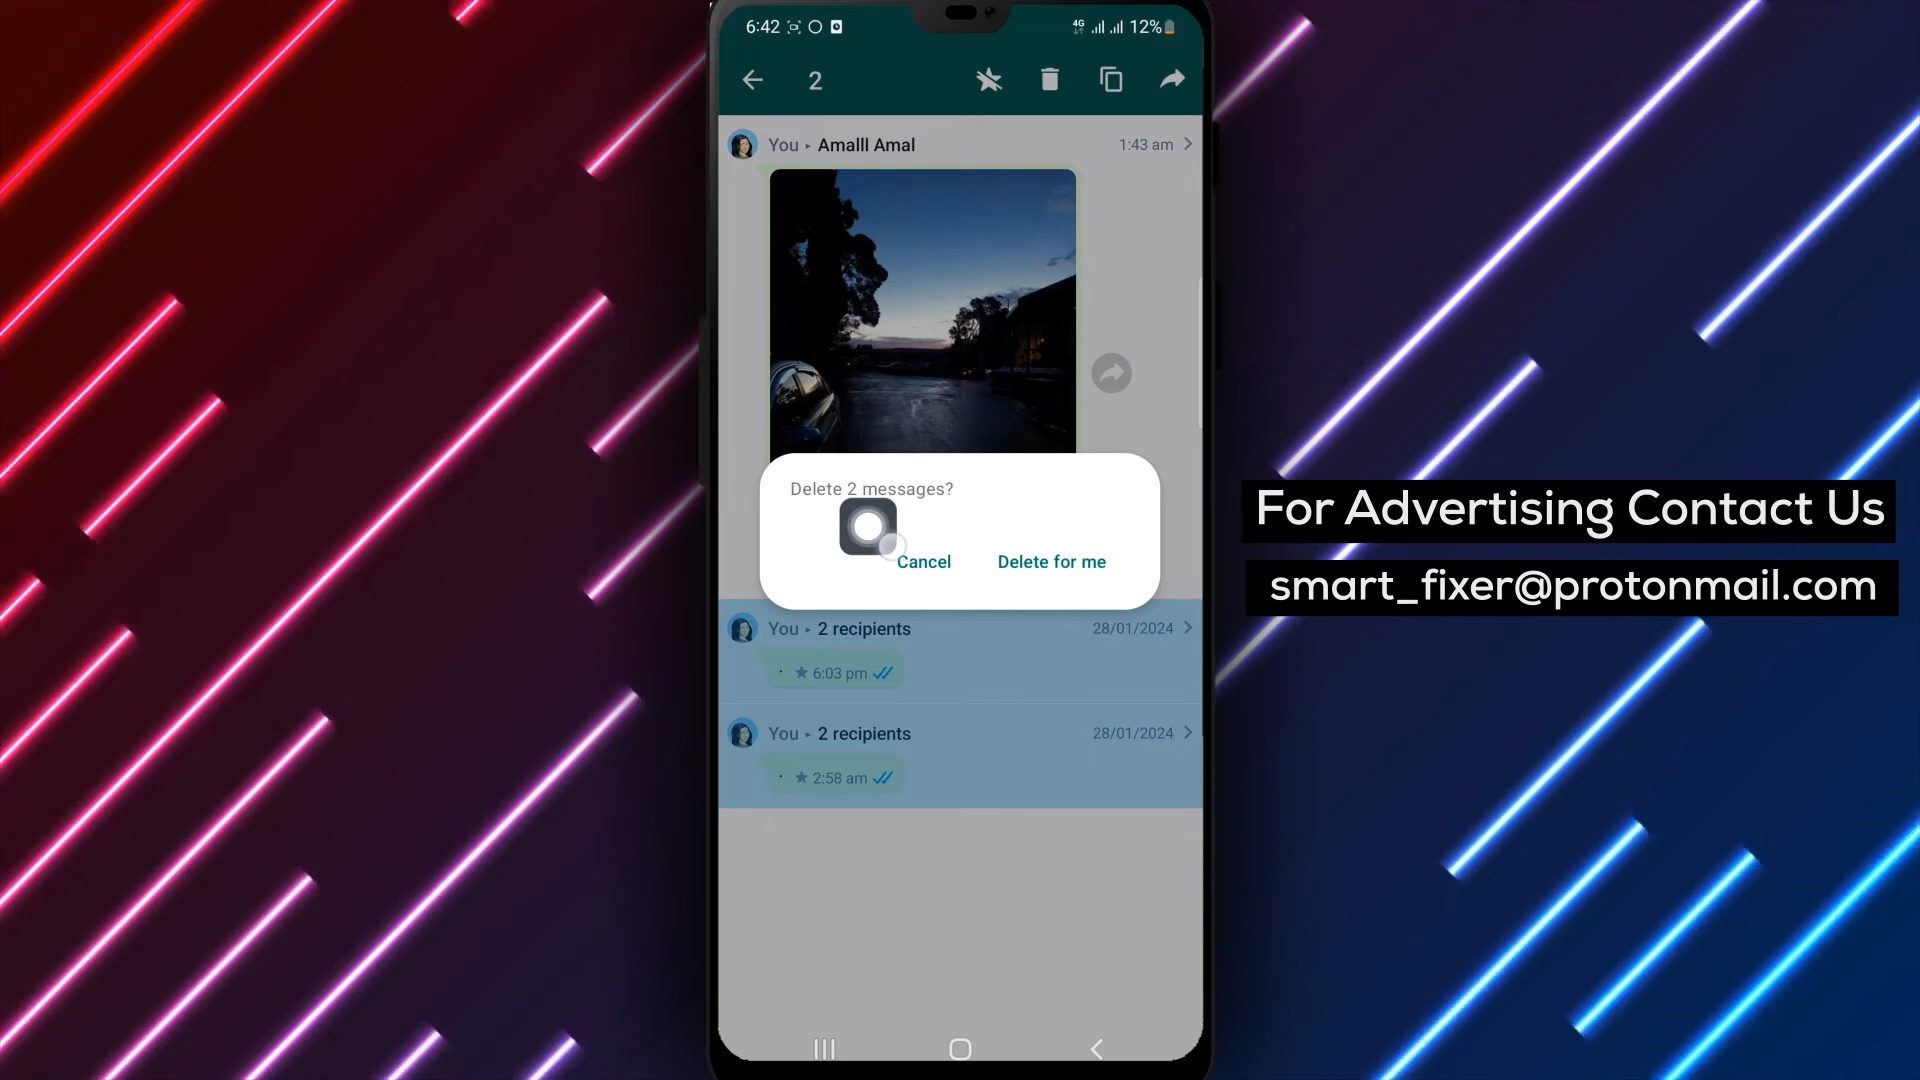 6:42
4G 12%
2
You ▸ Amalll Amal 1:43 am
Delete 2 messages?
Cancel Delete for me
You ▸ 2 recipients 28/01/2024
. ★ 6:03 pm
You ▸ 2 recipients 28/01/2024
. ★ 2:58 am
For Advertising Contact Us
smart_fixer@protonmail.com